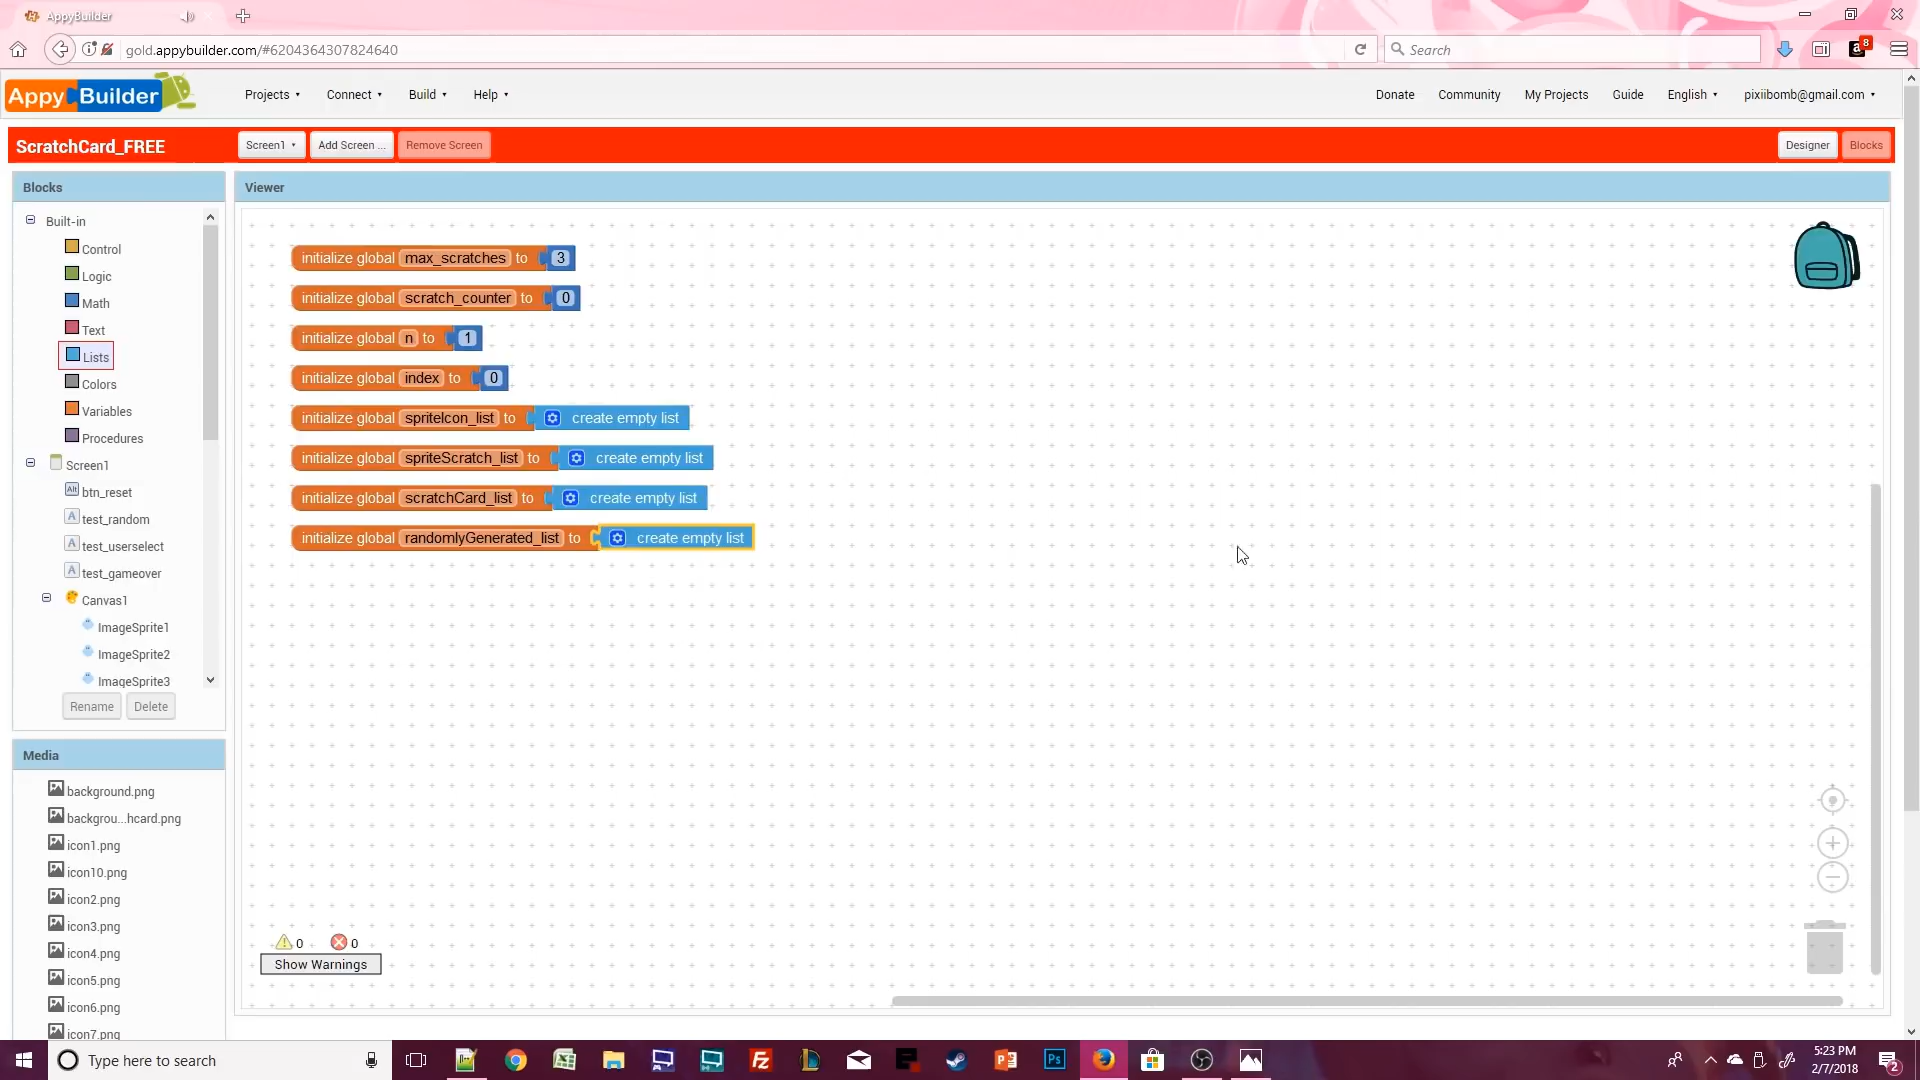 AppyBuilder
gold.appybuilder.com/#6204364307824640
Search
8
Appy Builder
Projects
Connect
Build
Help
Donate
Community
My Projects
Guide
English
pixiibomb@gmail.com
ScratchCard_FREE
Screen1
Add Screen ...
Remove Screen
Designer
Blocks
Blocks
Viewer
Built-in
Control
Logic
Math
Text
Lists
Colors
Variables
Procedures
Screen1
btn_reset
test_random
test_userselect
test_gameover
Canvas1
ImageSprite1
ImageSprite2
ImageSprite3
Rename
Delete
initialize global max_scratches to 3
initialize global scratch_counter to 0
initialize global n to 1
initialize global index to 0
initialize global spriteIcon_list to create empty list
initialize global spriteScratch_list to create empty list
initialize global scratchCard_list to create empty list
initialize global randomlyGenerated_list to create empty list
0
0
Show Warnings
Media
background.png
backgrou...hcard.png
icon1.png
icon10.png
icon2.png
icon3.png
icon4.png
icon5.png
icon6.png
icon7.png
Type here to search
5:23 PM
2/7/2018
2